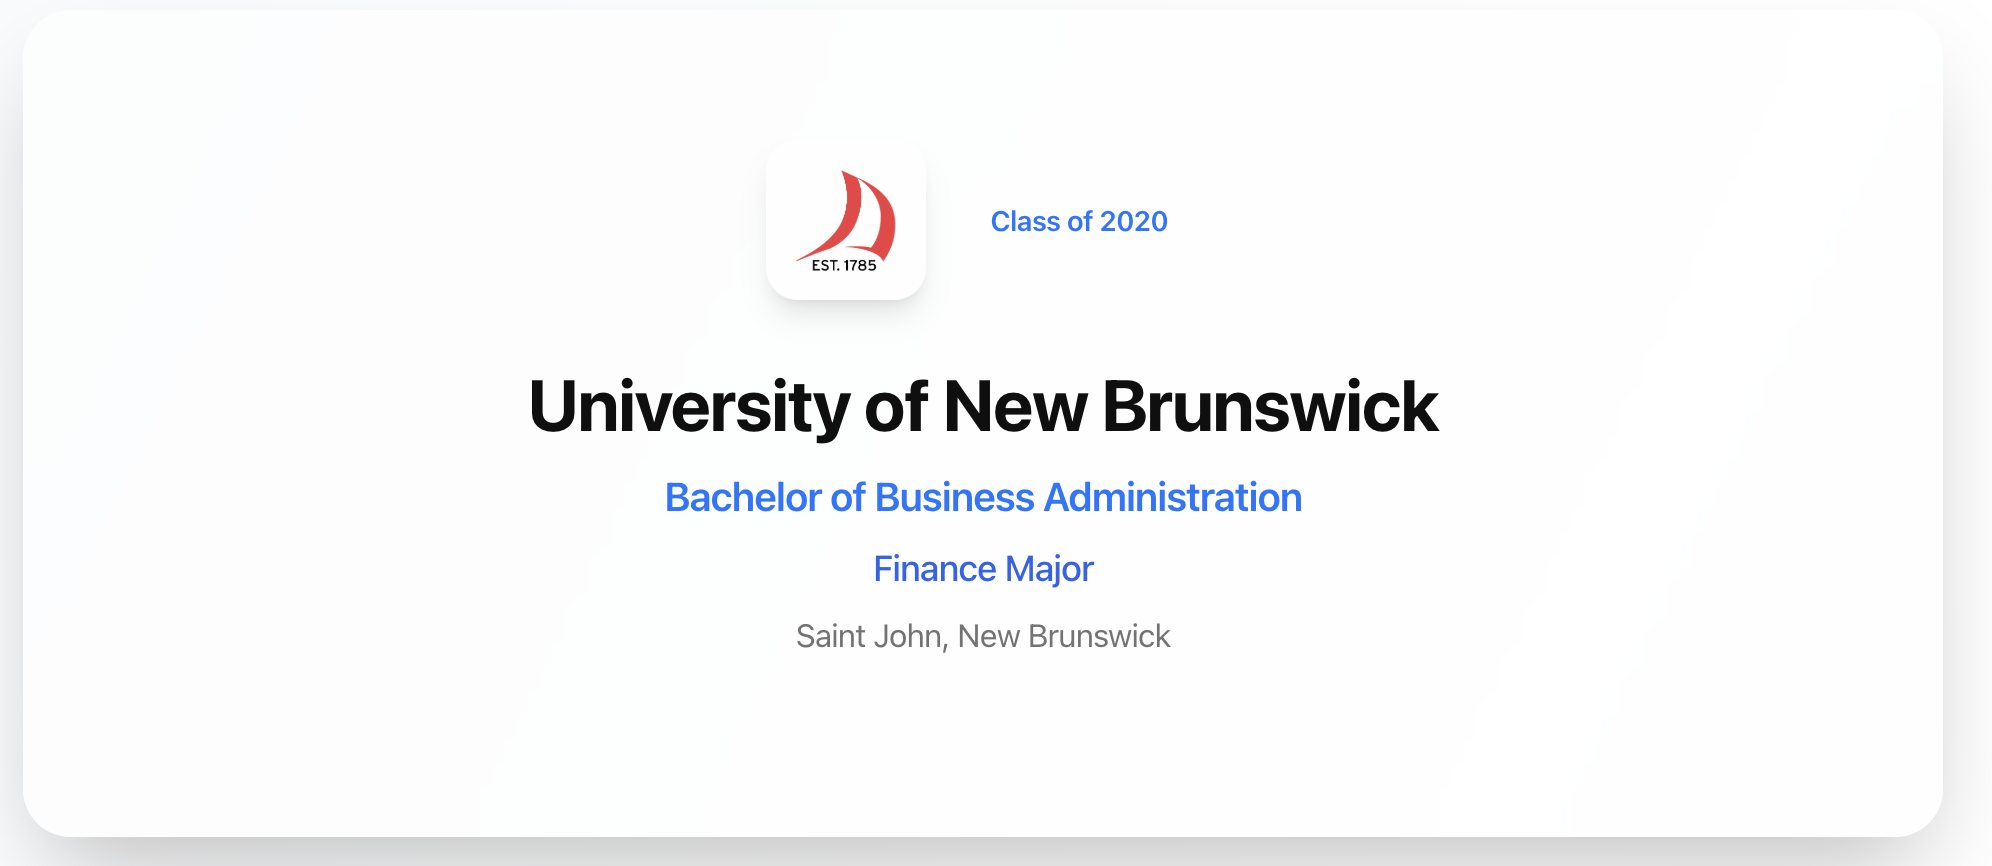 EST. 1785
Class of 2020
University of New Brunswick
Bachelor of Business Administration
Finance Major
Saint John, New Brunswick